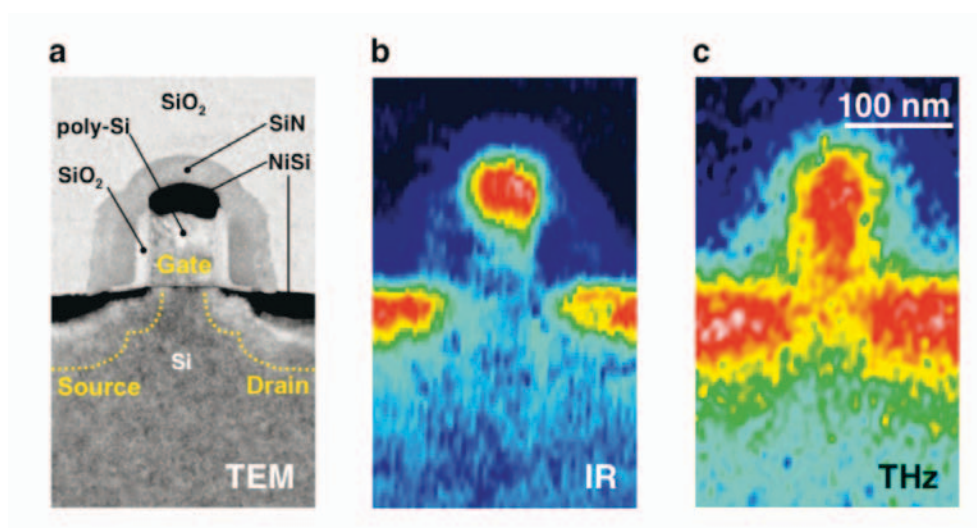 a
b
c
SiO₂
poly-Si
SiN
SiO₂
NiSi
Gate
Si
Source
Drain
TEM
IR
100 nm
THz